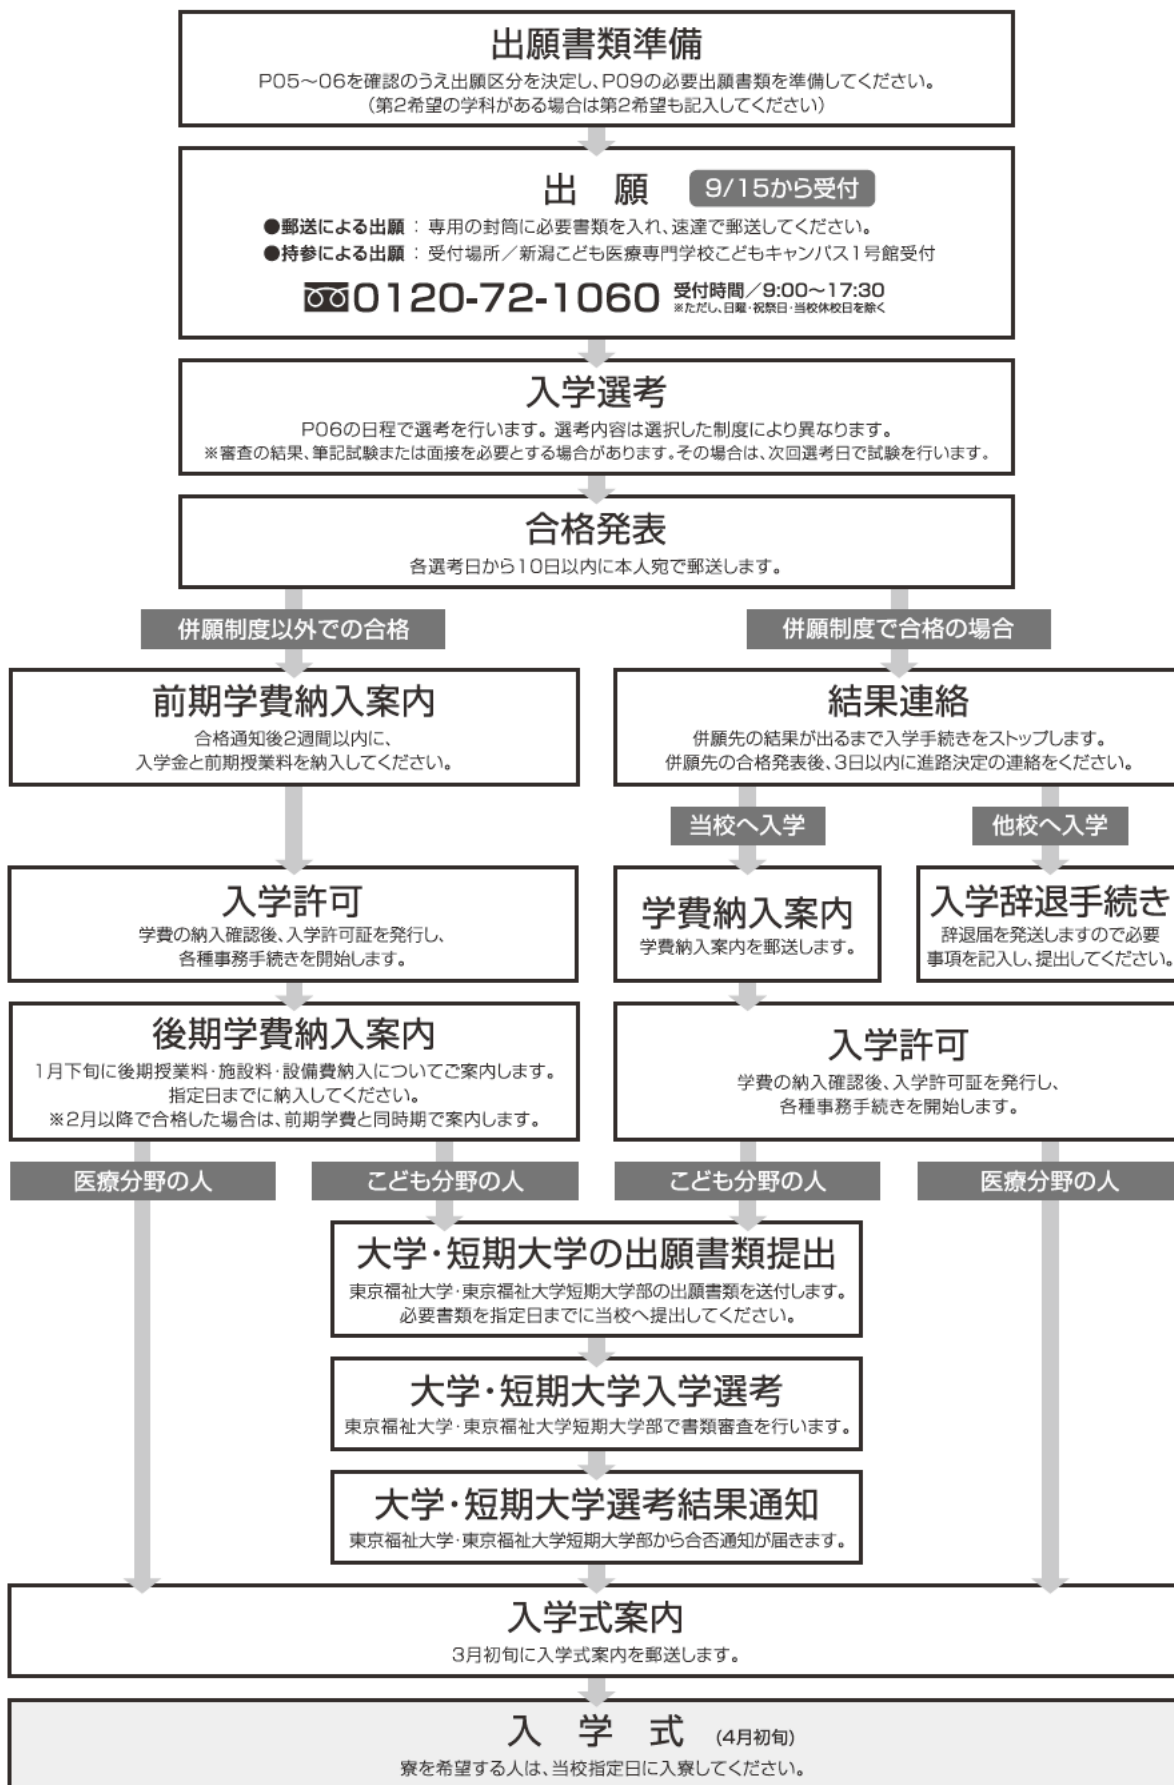 出願書類準備
P05～06を確認のうえ出願区分を決定し、P09の必要出願書類を準備してください。
（第2希望の学科がある場合は第2希望も記入してください）
出　願　9/15から受付
●郵送による出願：専用の封筒に必要書類を入れ、速達で郵送してください。
●持参による出願：受付場所／新潟こども医療専門学校こどもキャンパス1号館受付
0120-72-1060 受付時間／9:00～17:30
※ただし、日曜・祝祭日・当校休校日を除く
入学選考
P06の日程で選考を行います。選考内容は選択した制度により異なります。
※審査の結果、筆記試験または面接を必要とする場合があります。その場合は、次回選考日で試験を行います。
合格発表
各選考日から10日以内に本人宛で郵送します。
併願制度以外での合格
前期学費納入案内
合格通知後2週間以内に、
入学金と前期授業料を納入してください。
入学許可
学費の納入確認後、入学許可証を発行し、
各種事務手続きを開始します。
後期学費納入案内
1月下旬に後期授業料・施設料・設備費納入についてご案内します。
指定日までに納入してください。
※2月以降で合格した場合は、前期学費と同時期で案内します。
併願制度で合格の場合
結果連絡
併願先の結果が出るまで入学手続きをストップします。
併願先の合格発表後、3日以内に進路決定の連絡をください。
当校へ入学
学費納入案内
学費納入案内を郵送します。
他校へ入学
入学辞退手続き
辞退届を発送しますので必要
事項を記入し、提出してください。
入学許可
学費の納入確認後、入学許可証を発行し、
各種事務手続きを開始します。
医療分野の人
こども分野の人
こども分野の人
医療分野の人
大学・短期大学の出願書類提出
東京福祉大学・東京福祉大学短期大学部の出願書類を送付します。
必要書類を指定日までに当校へ提出してください。
大学・短期大学入学選考
東京福祉大学・東京福祉大学短期大学部で書類審査を行います。
大学・短期大学選考結果通知
東京福祉大学・東京福祉大学短期大学部から合否通知が届きます。
入学式案内
3月初旬に入学式案内を郵送します。
入　学　式　(4月初旬)
寮を希望する人は、当校指定日に入寮してください。